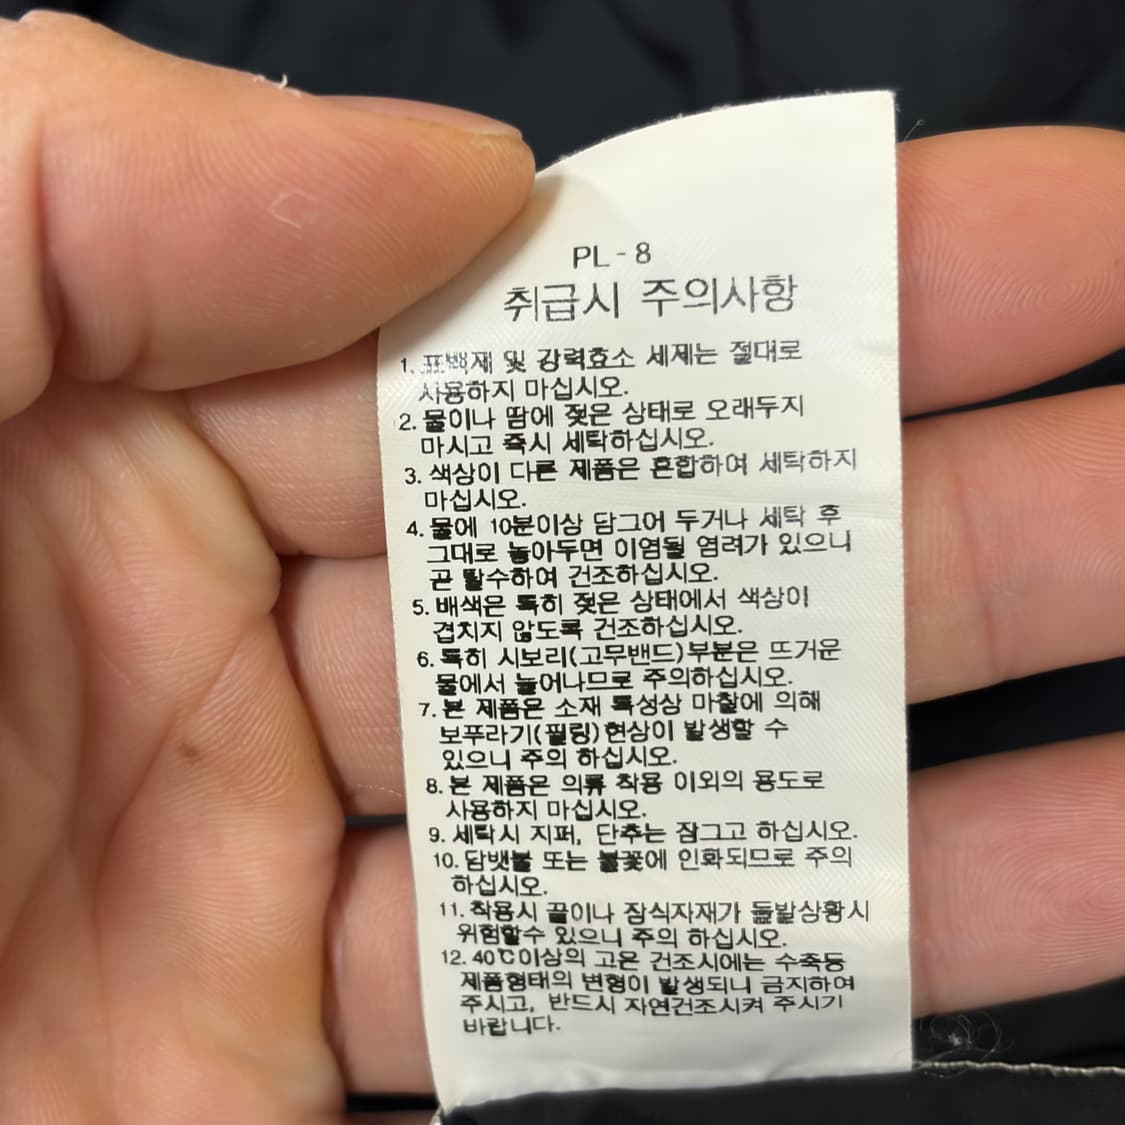 PL-8
취급시 주의사항
1. 표백제 및 강력효소 세제는 절대로
사용하지 마십시오.
2. 물이나 땀에 젖은 상태로 오래두지
마시고 즉시 세탁하십시오.
3. 색상이 다른 제품은 혼합하여 세탁하지
마십시오.
4. 물에 10분이상 담그어 두거나 세탁 후
그대로 놓아두면 이염될 염려가 있으니
곧 탈수하여 건조하십시오.
5. 배색은 특히 젖은 상태에서 색상이
겹치지 않도록 건조하십시오.
6. 특히 시보리(고무밴드)부분은 뜨거운
물에서 늘어나므로 주의하십시오.
7. 본 제품은 소재 특성상 마찰에 의해
보푸라기(필링)현상이 발생할 수
있으니 주의 하십시오.
8. 본 제품은 의류 착용 이외의 용도로
사용하지 마십시오.
9. 세탁시 지퍼, 단추는 잠그고 하십시오.
10. 담뱃불 또는 불꽃에 인화되므로 주의
하십시오.
11. 착용시 끌이나 잠식자재가 돌발상황시
위험할수 있으니 주의 하십시오.
12. 40℃이상의 고온 건조시에는 수축등
제품형태의 변형이 발생되니 금지하여
주시고, 반드시 자연건조시켜 주시기
바랍니다.